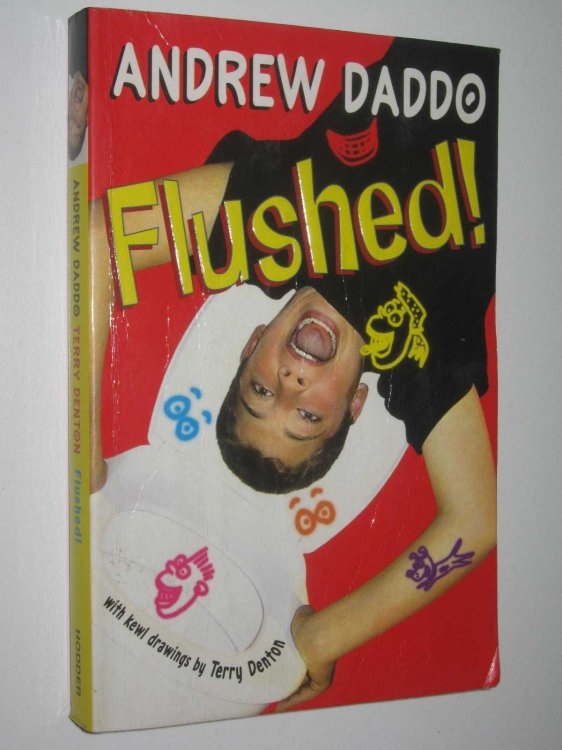 ANDREW DADDO
Flushed!
with kewl drawings by Terry Denton
ANDREW DADDO TERRY DENTON Flushed!
HODDER